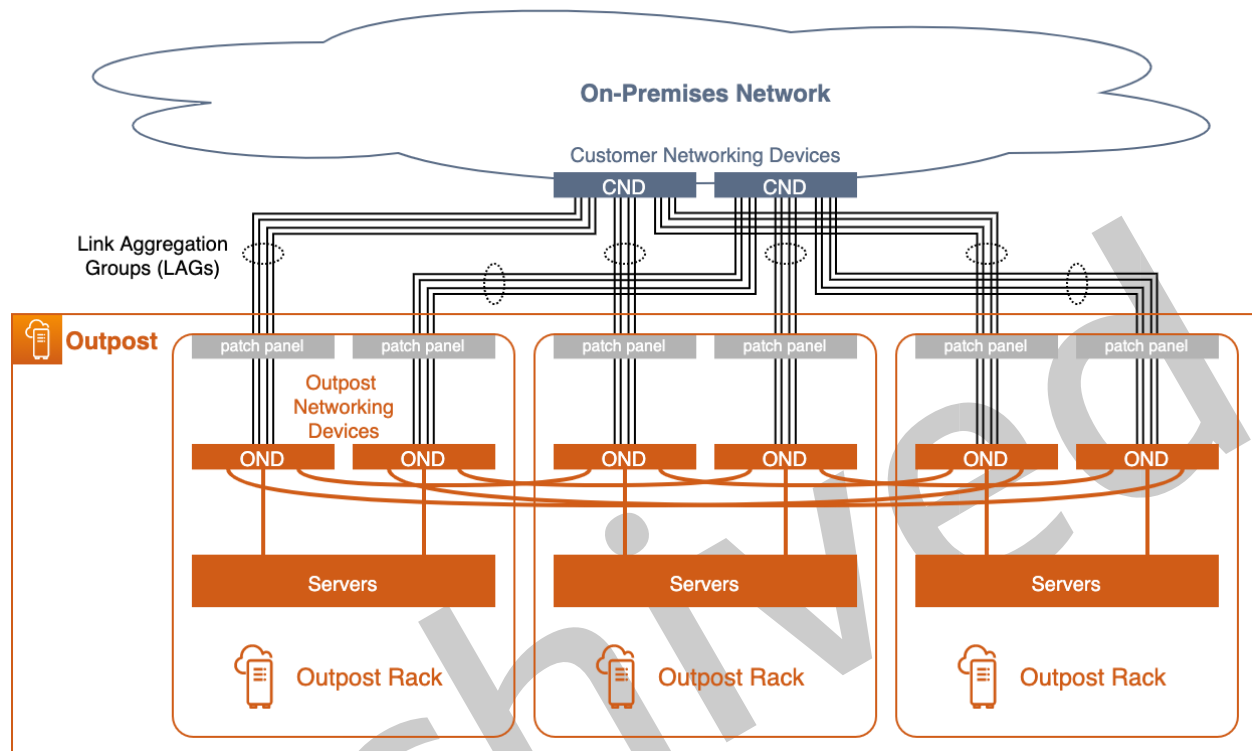 On-Premises Network
Customer Networking Devices
CND
CND
Link Aggregation
Groups (LAGs)
Outpost
patch panel
patch panel
patch panel
patch panel
patch panel
patch panel
Outpost
Networking
Devices
OND
OND
OND
OND
OND
OND
Servers
Servers
Servers
Outpost Rack
Outpost Rack
Outpost Rack
chived